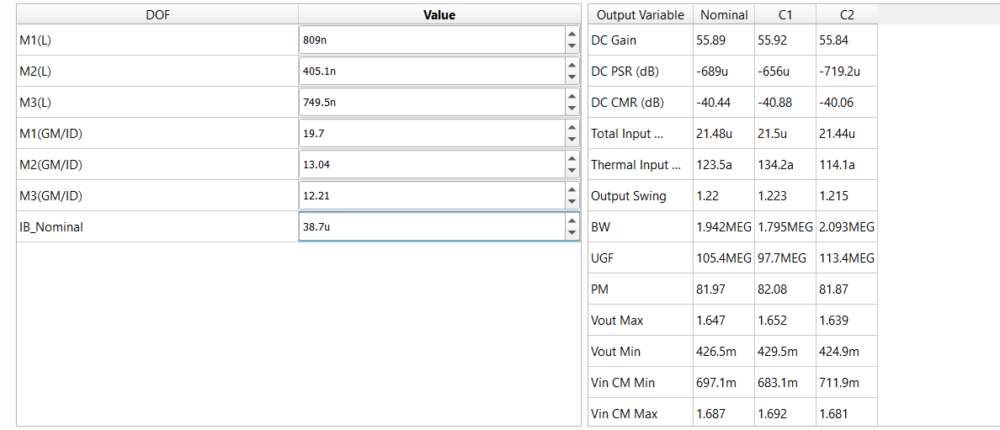 DOF Value Output Variable Nominal C1 C2
M1(L) 809n DC Gain 55.89 55.92 55.84
M2(L) 405.1n DC PSR (dB) -689u -656u -719.2u
M3(L) 749.5n DC CMR (dB) -40.44 -40.88 -40.06
M1(GM/ID) 19.7 Total Input ... 21.48u 21.5u 21.44u
M2(GM/ID) 13.04 Thermal Input ... 123.5a 134.2a 114.1a
M3(GM/ID) 12.21 Output Swing 1.22 1.223 1.215
IB_Nominal 38.7u BW 1.942MEG 1.795MEG 2.093MEG
UGF 105.4MEG 97.7MEG 113.4MEG
PM 81.97 82.08 81.87
Vout Max 1.647 1.652 1.639
Vout Min 426.5m 429.5m 424.9m
Vin CM Min 697.1m 683.1m 711.9m
Vin CM Max 1.687 1.692 1.681